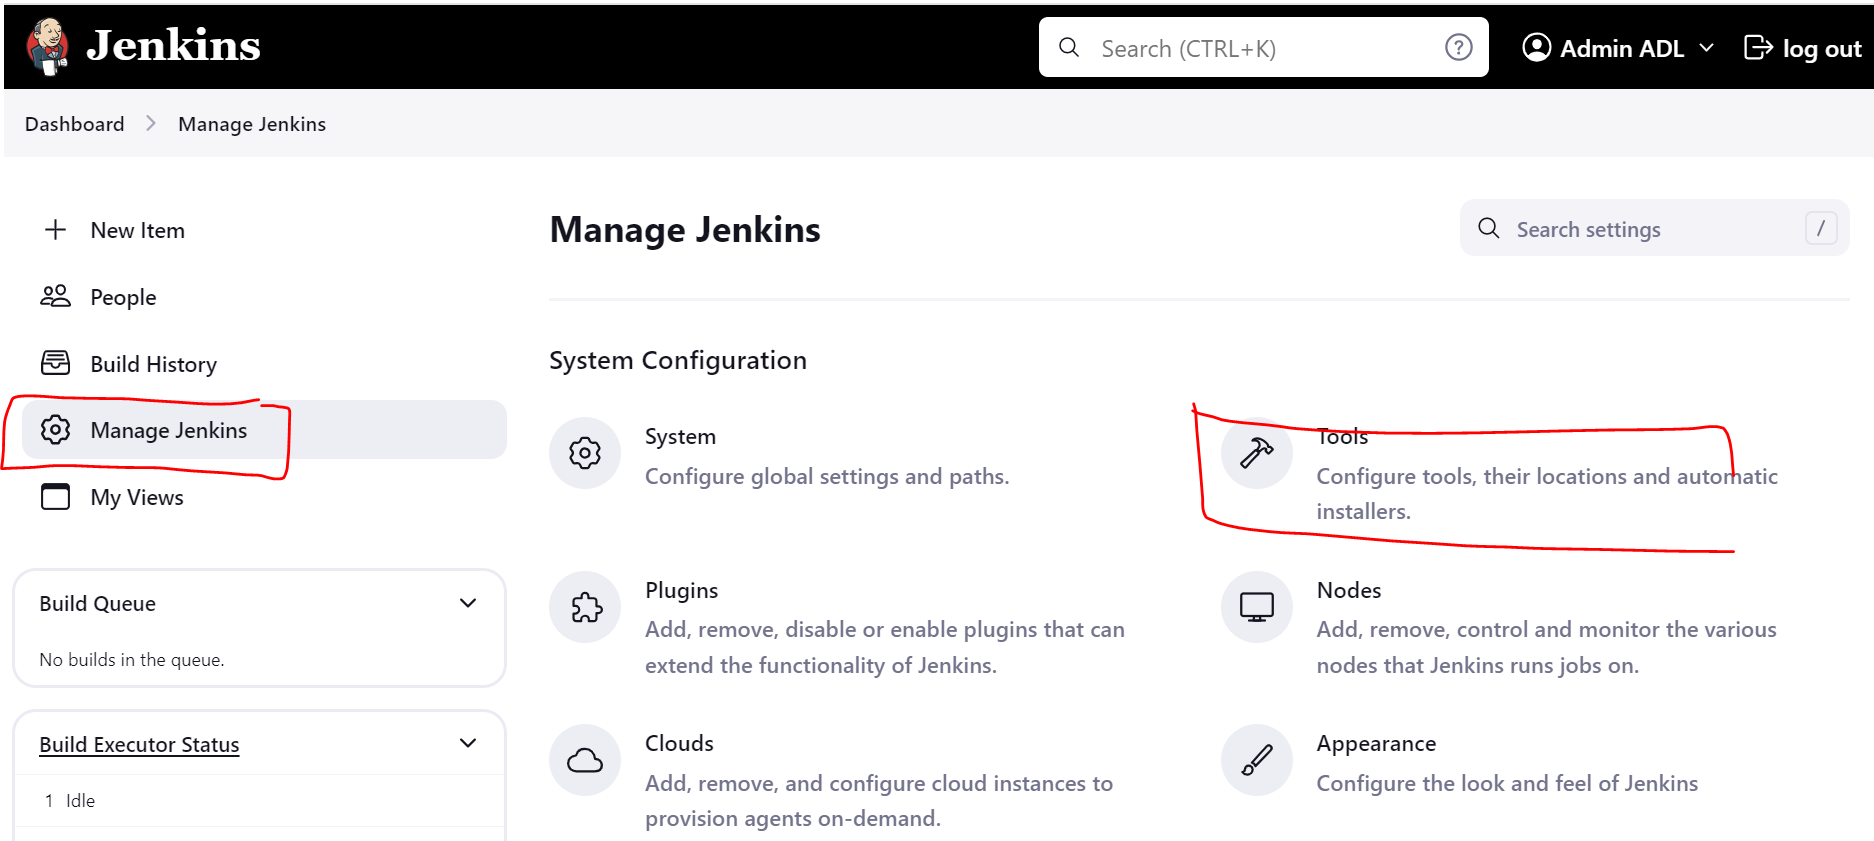 Jenkins
Search (CTRL+K)
?
Admin ADL
log out
Dashboard
Manage Jenkins
New Item
People
Build History
Manage Jenkins
My Views
Build Queue
No builds in the queue.
Build Executor Status
1 Idle
Manage Jenkins
Search settings
/
System Configuration
System
Configure global settings and paths.
Tools
Configure tools, their locations and automatic
installers.
Plugins
Add, remove, disable or enable plugins that can
extend the functionality of Jenkins.
Nodes
Add, remove, control and monitor the various
nodes that Jenkins runs jobs on.
Clouds
Add, remove, and configure cloud instances to
provision agents on-demand.
Appearance
Configure the look and feel of Jenkins